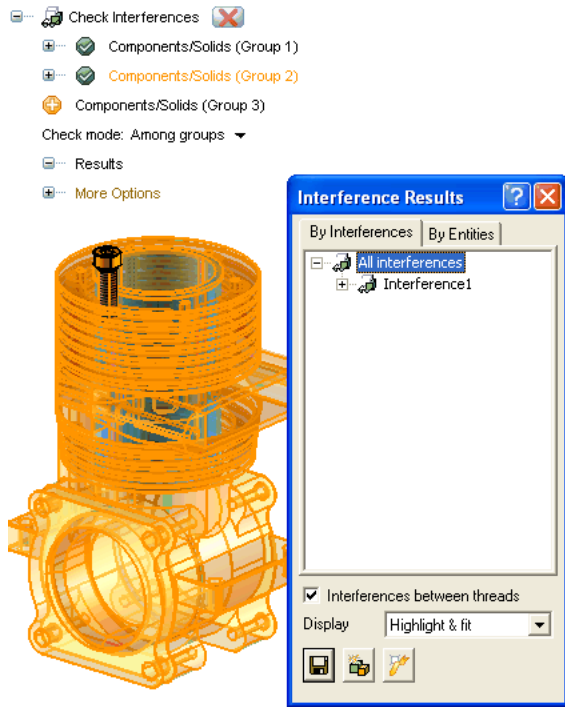 Check Interferences
Components/Solids (Group 1)
Components/Solids (Group 2)
Components/Solids (Group 3)
Check mode: Among groups
Results
More Options
Interference Results
By Interferences By Entities
All interferences
Interference1
Interferences between threads
Display Highlight & fit